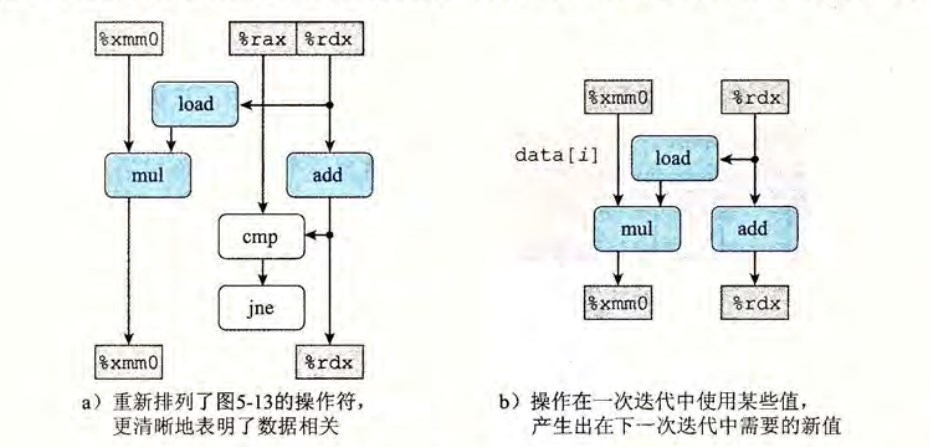 %xmm0 %rax %rdx
load
mul add
cmp
jne
%xmm0 %rdx
a）重新排列了图5-13的操作符，
更清晰地表明了数据相关
%xmm0 %rdx
data[i] load
mul add
%xmm0 %rdx
b）操作在一次迭代中使用某些值，
产生出在下一次迭代中需要的新值